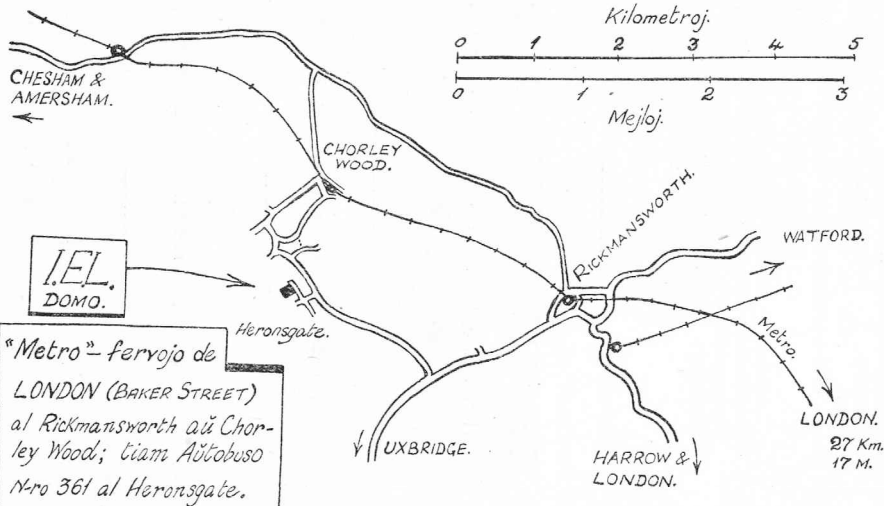 Kilometroj.
0 1 2 3 4 5
0 1 2 3
Mejloj.
CHESHAM &
AMERSHAM.
CHORLEY
WOOD.
RICKMANSWORTH.
WATFORD.
I.E.L.
DOMO.
Heronsgate.
Metro.
"Metro"- fervojo de
LONDON (BAKER STREET)
al Rickmansworth aŭ Chor-
ley Wood; tiam Aŭtobuso
N-ro 361 al Heronsgate.
UXBRIDGE.
HARROW &
LONDON.
LONDON.
27 Km.
17 M.